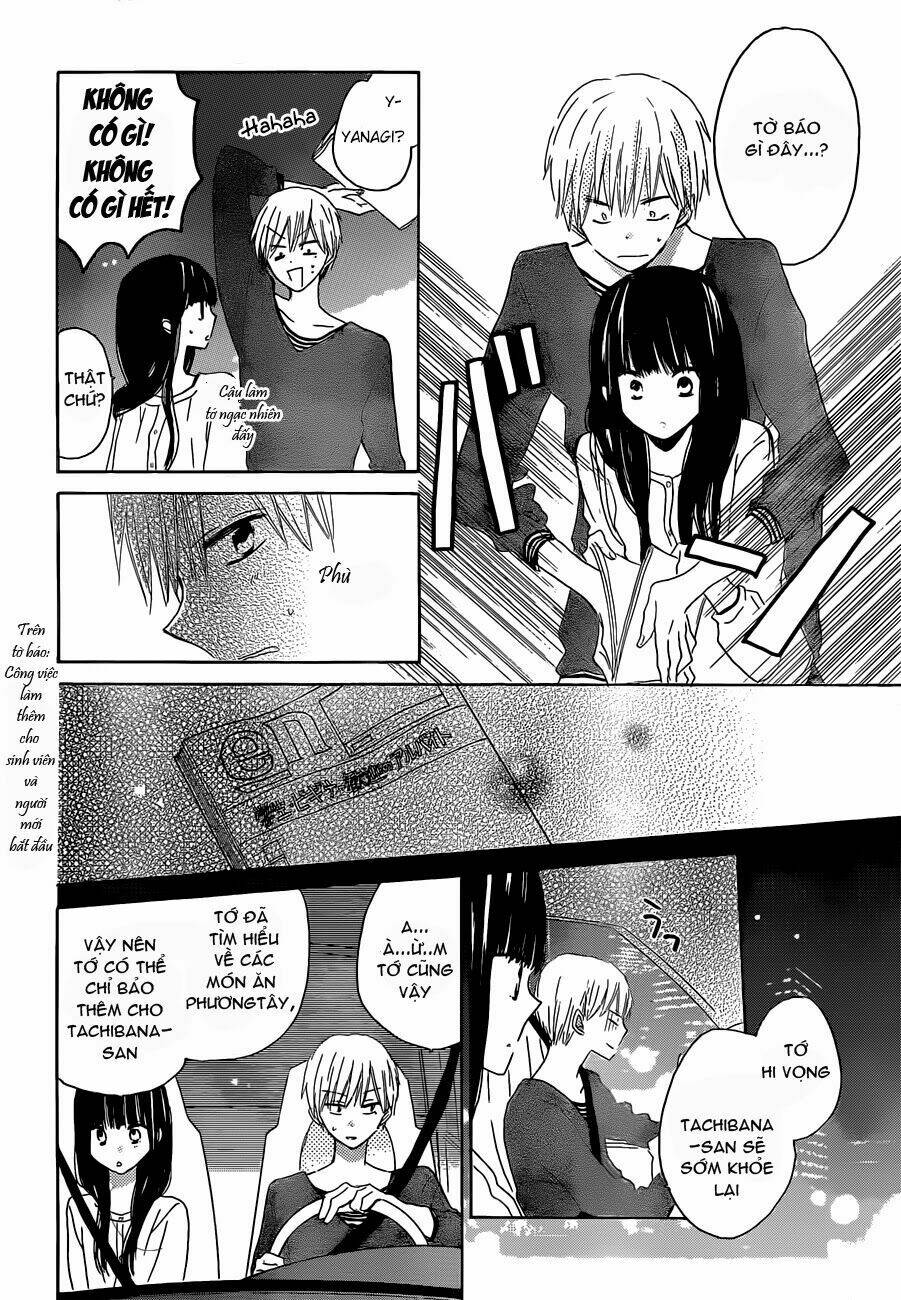 TỜ BÁO
GÌ ĐÂY...?
Y-
YANAGI?
Hahaha
KHÔNG
CÓ GÌ!
KHÔNG
CÓ GÌ HẾT!
Cậu làm
tớ ngạc nhiên
đấy
THẬT
CHỨ?
Phù
Trên
tờ báo:
Công việc
làm
thêm
cho
sinh viên
và
người
mới
bắt đầu
en
TỚ
HI VỌNG
TACHIBANA
-SAN SẼ
SỚM KHỎE
LẠI
A...
À...Ừ..M
TỚ CŨNG
VẬY
TỚ ĐÃ
TÌM HIỂU
VỀ CÁC
MÓN ĂN
PHƯƠNGTÂY,
VẬY NÊN
TỚ CÓ THỂ
CHỈ BẢO
THÊM CHO
TACHIBANA-
SAN